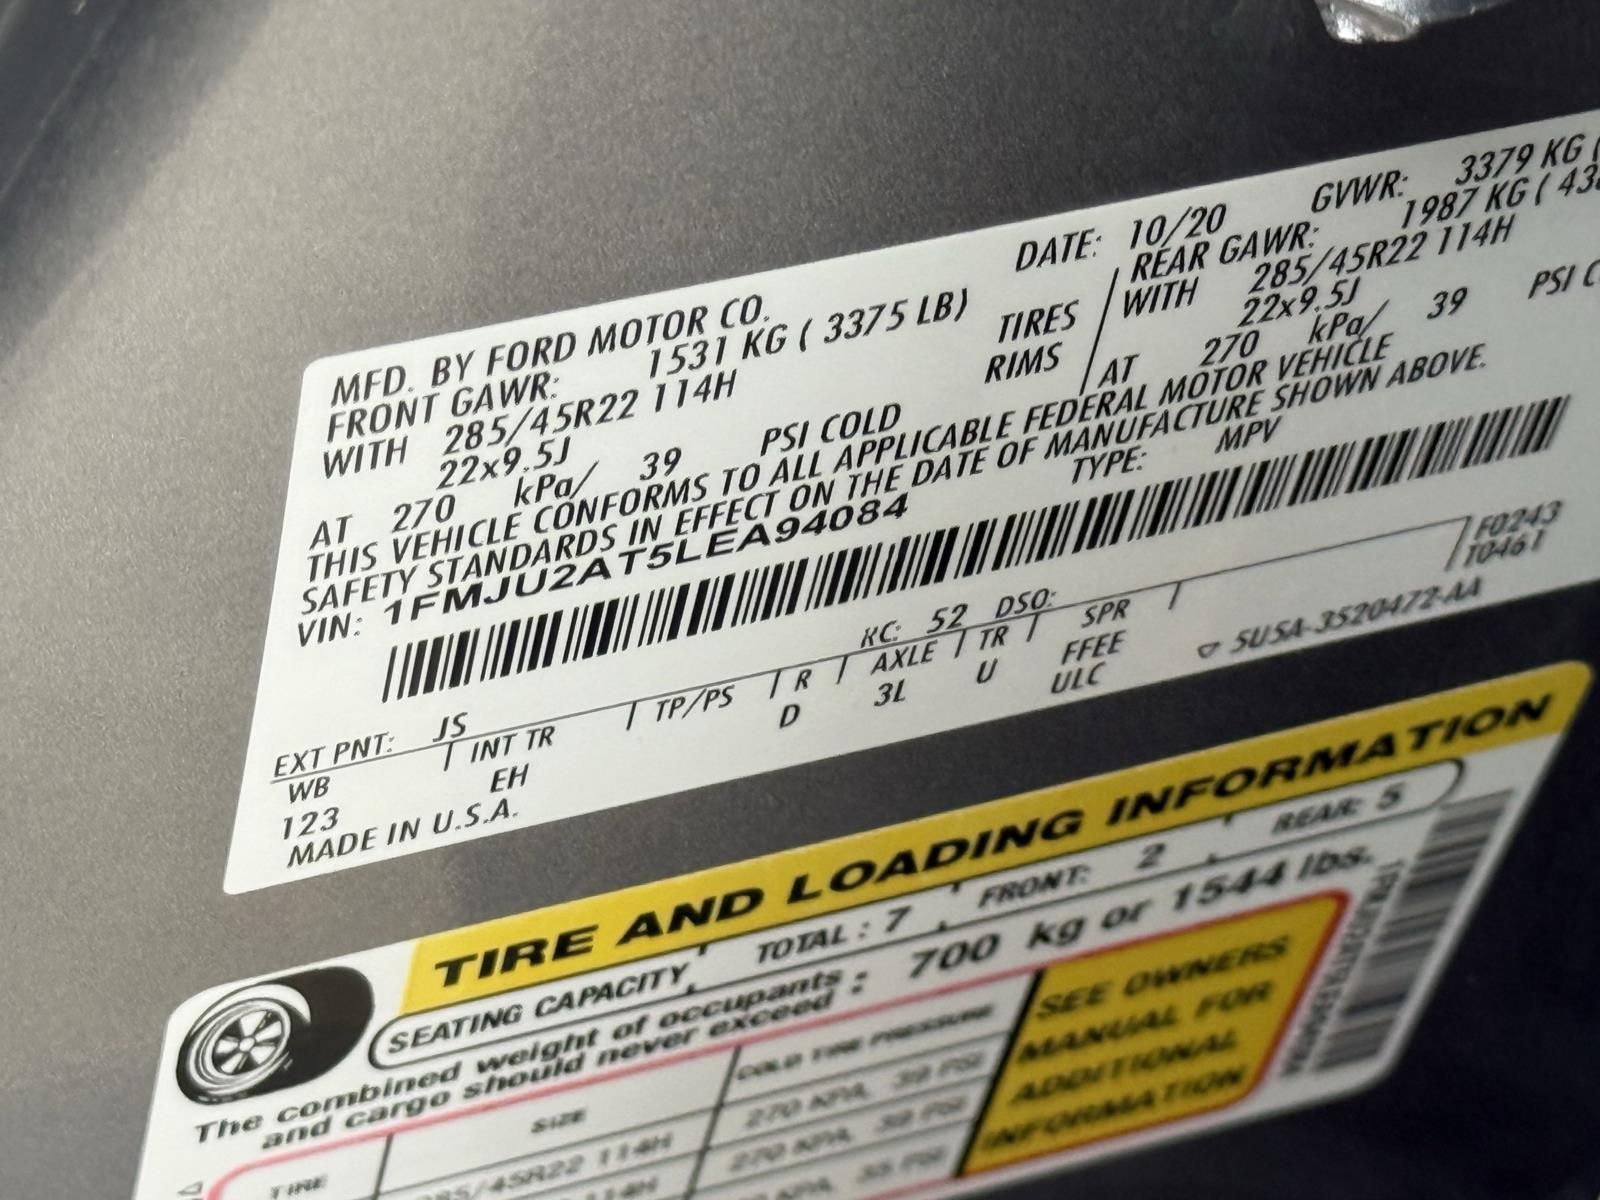 MFD. BY FORD MOTOR CO.
DATE: 10/20
GVWR: 3379 KG (
FRONT GAWR: 1531 KG ( 3375 LB)
REAR GAWR: 1987 KG (
WITH 285/45R22 114H
TIRES
WITH 285/45R22 114H
22x9.5J
RIMS
22x9.5J
AT 270 kPa/ 39 PSI COLD
AT 270 kPa/ 39 PSI
THIS VEHICLE CONFORMS TO ALL APPLICABLE FEDERAL MOTOR VEHICLE
SAFETY STANDARDS IN EFFECT ON THE DATE OF MANUFACTURE SHOWN ABOVE.
VIN: 1FMJU2AT5LEA94084
TYPE: MPV
F0243
T0461
EXT PNT: JS
RC: 52 DSO:
WB | INT TR | TP/PS | R | AXLE | TR | SPR
123 EH D 3L U FFEE
ULC
MADE IN U.S.A.
▽ 5USA-3520472-AA
TIRE AND LOADING INFORMATION
SEATING CAPACITY TOTAL : 7 FRONT: 2 REAR: 5
The combined weight of occupants
and cargo should never exceed : 700 kg or 1544 lbs.
TIRE SIZE COLD TIRE PRESSURE
285/45R22 114H 270 KPA, 39 PSI
114H 270 KPA, 39 PSI
KPA, 35 PSI
SEE OWNERS
MANUAL FOR
ADDITIONAL
INFORMATION